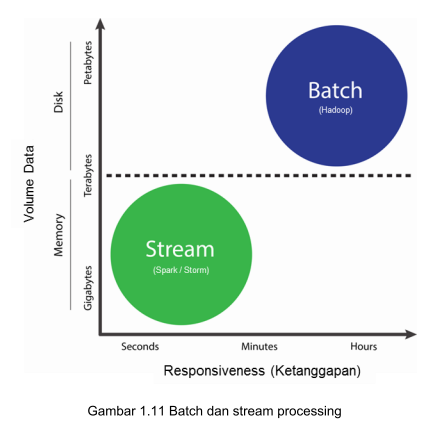 Volume Data
Disk
Memory
Petabytes
Terabytes
Gigabytes
Batch
(Hadoop)
Stream
(Spark / Storm)
Seconds
Minutes
Hours
Responsiveness (Ketanggapan)
Gambar 1.11 Batch dan stream processing